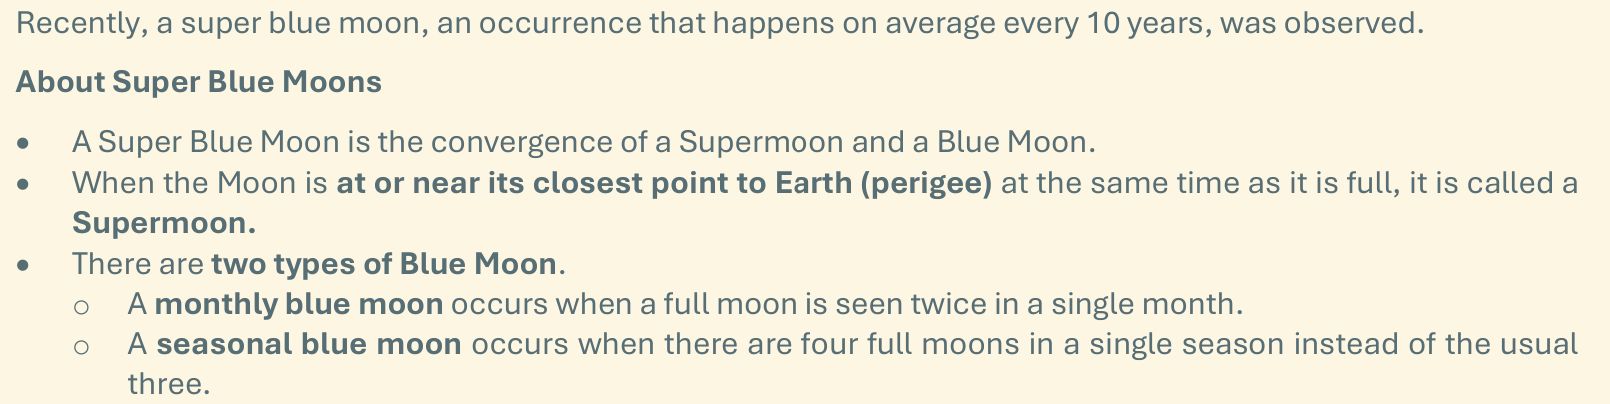 Recently, a super blue moon, an occurrence that happens on average every 10 years, was observed.
About Super Blue Moons
• A Super Blue Moon is the convergence of a Supermoon and a Blue Moon.
• When the Moon is at or near its closest point to Earth (perigee) at the same time as it is full, it is called a
Supermoon.
• There are two types of Blue Moon.
o A monthly blue moon occurs when a full moon is seen twice in a single month.
o A seasonal blue moon occurs when there are four full moons in a single season instead of the usual
three.